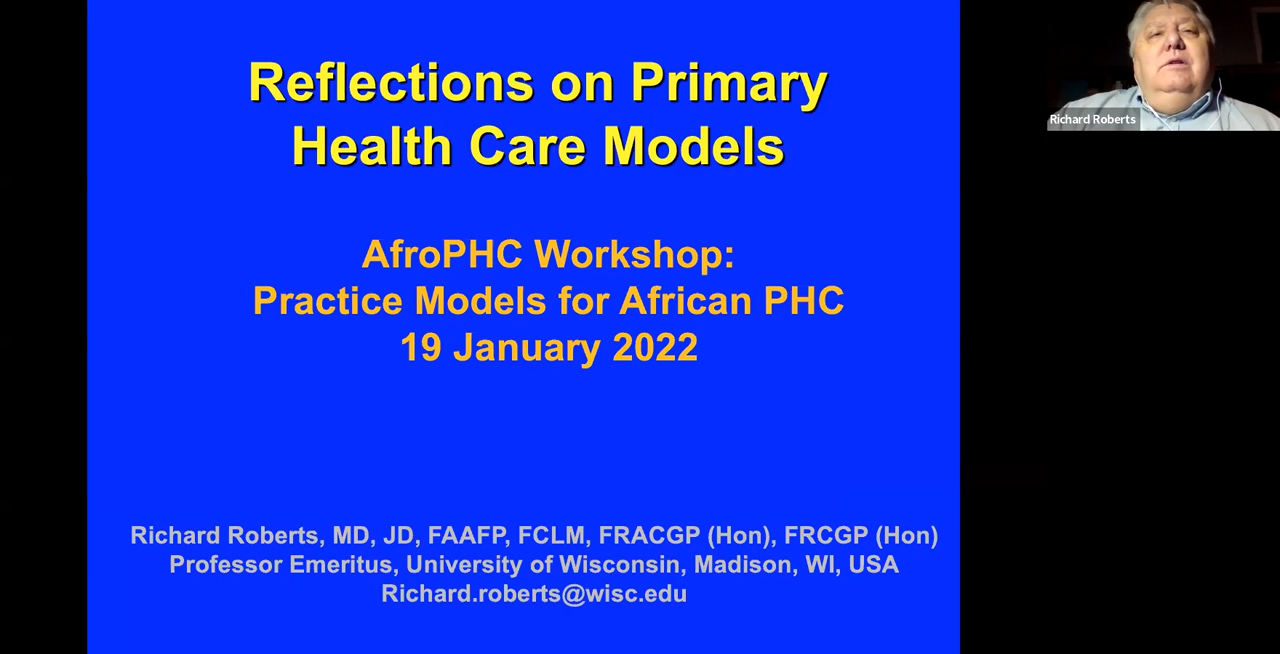 Reflections on Primary
Health Care Models
AfroPHC Workshop:
Practice Models for African PHC
19 January 2022
Richard Roberts, MD, JD, FAAFP, FCLM, FRACGP (Hon), FRCGP (Hon)
Professor Emeritus, University of Wisconsin, Madison, WI, USA
Richard.roberts@wisc.edu
Richard Roberts